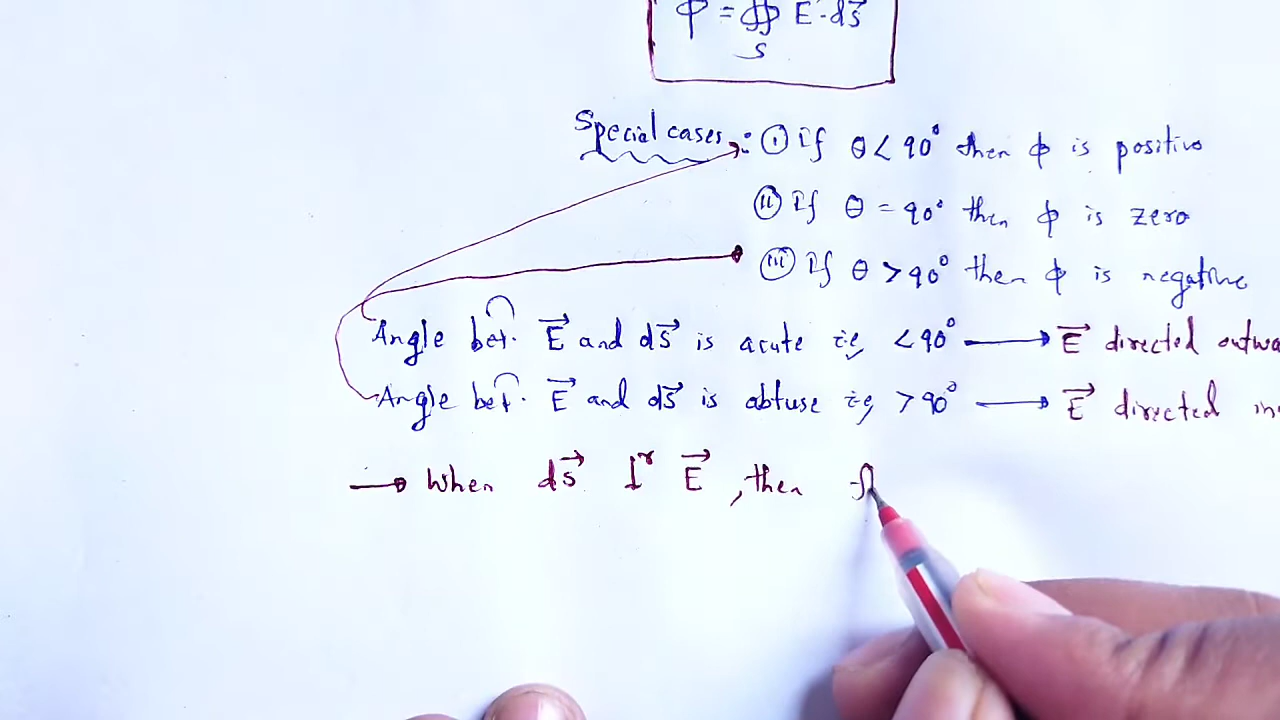 φ = ∯ E·ds⃗
S
Special cases : (i) if θ < 90° then φ is positive
(ii) if θ = 90° then φ is zero
(iii) if θ > 90° then φ is negative
Angle bet. E⃗ and ds⃗ is acute i.e., < 90° → E⃗ directed outwa
Angle bet. E⃗ and ds⃗ is obtuse i.e., > 90° → E⃗ directed in
→ When ds⃗ ⊥r E⃗ , then